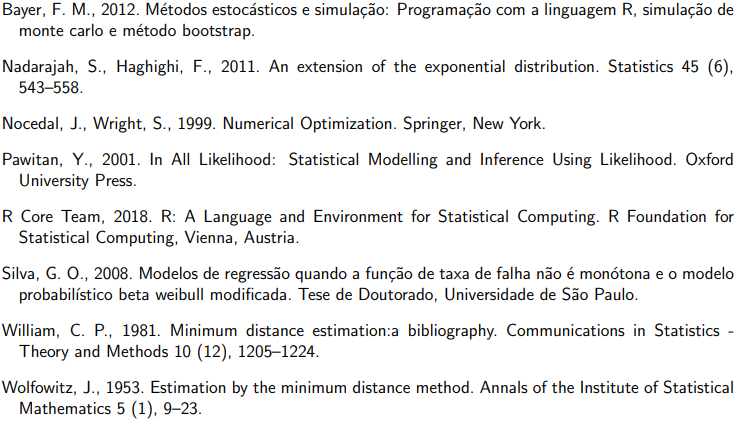 Bayer, F. M., 2012. Métodos estocásticos e simulação: Programação com a linguagem R, simulação de
monte carlo e método bootstrap.
Nadarajah, S., Haghighi, F., 2011. An extension of the exponential distribution. Statistics 45 (6),
543–558.
Nocedal, J., Wright, S., 1999. Numerical Optimization. Springer, New York.
Pawitan, Y., 2001. In All Likelihood: Statistical Modelling and Inference Using Likelihood. Oxford
University Press.
R Core Team, 2018. R: A Language and Environment for Statistical Computing. R Foundation for
Statistical Computing, Vienna, Austria.
Silva, G. O., 2008. Modelos de regressão quando a função de taxa de falha não é monótona e o modelo
probabilístico beta weibull modificada. Tese de Doutorado, Universidade de São Paulo.
William, C. P., 1981. Minimum distance estimation:a bibliography. Communications in Statistics -
Theory and Methods 10 (12), 1205–1224.
Wolfowitz, J., 1953. Estimation by the minimum distance method. Annals of the Institute of Statistical
Mathematics 5 (1), 9–23.